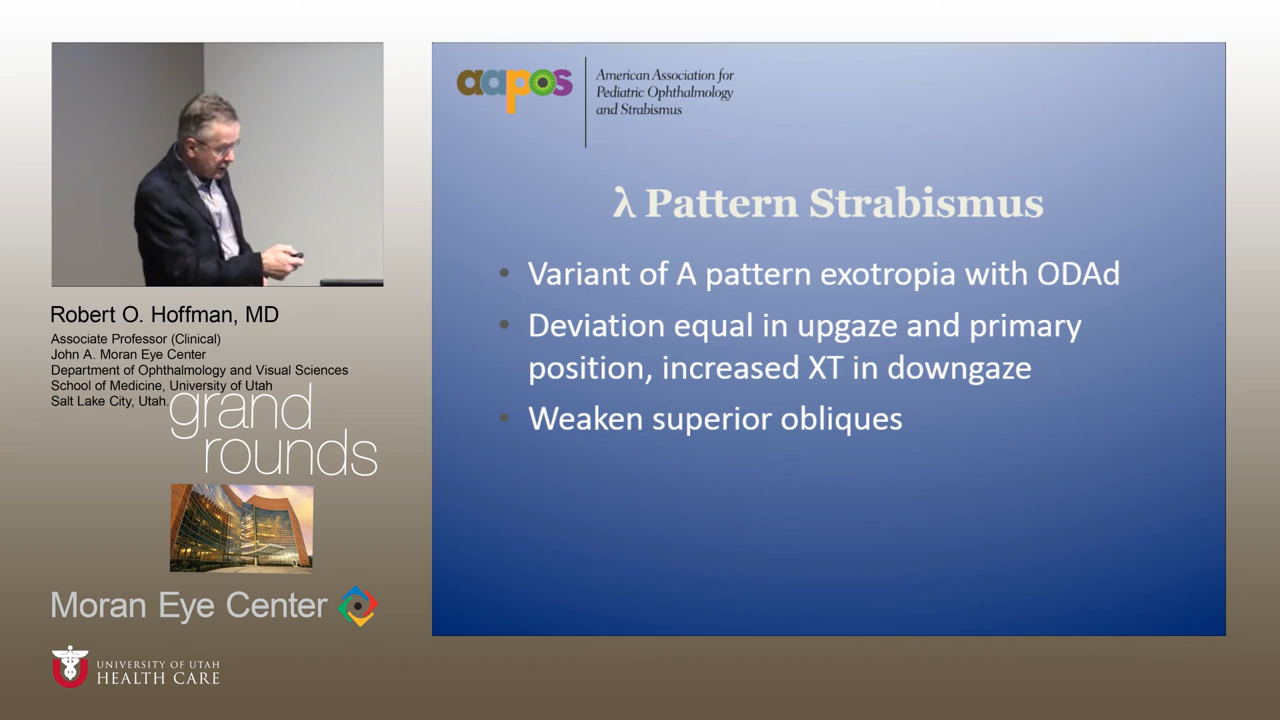 aapos
American Association for
Pediatric Ophthalmology
and Strabismus
λ Pattern Strabismus
• Variant of A pattern exotropia with ODAd
• Deviation equal in upgaze and primary
position, increased XT in downgaze
• Weaken superior obliques
Robert O. Hoffman, MD
Associate Professor (Clinical)
John A. Moran Eye Center
Department of Ophthalmology and Visual Sciences
School of Medicine, University of Utah
Salt Lake City, Utah.
grand
rounds
Moran Eye Center
UNIVERSITY OF UTAH
HEALTH CARE